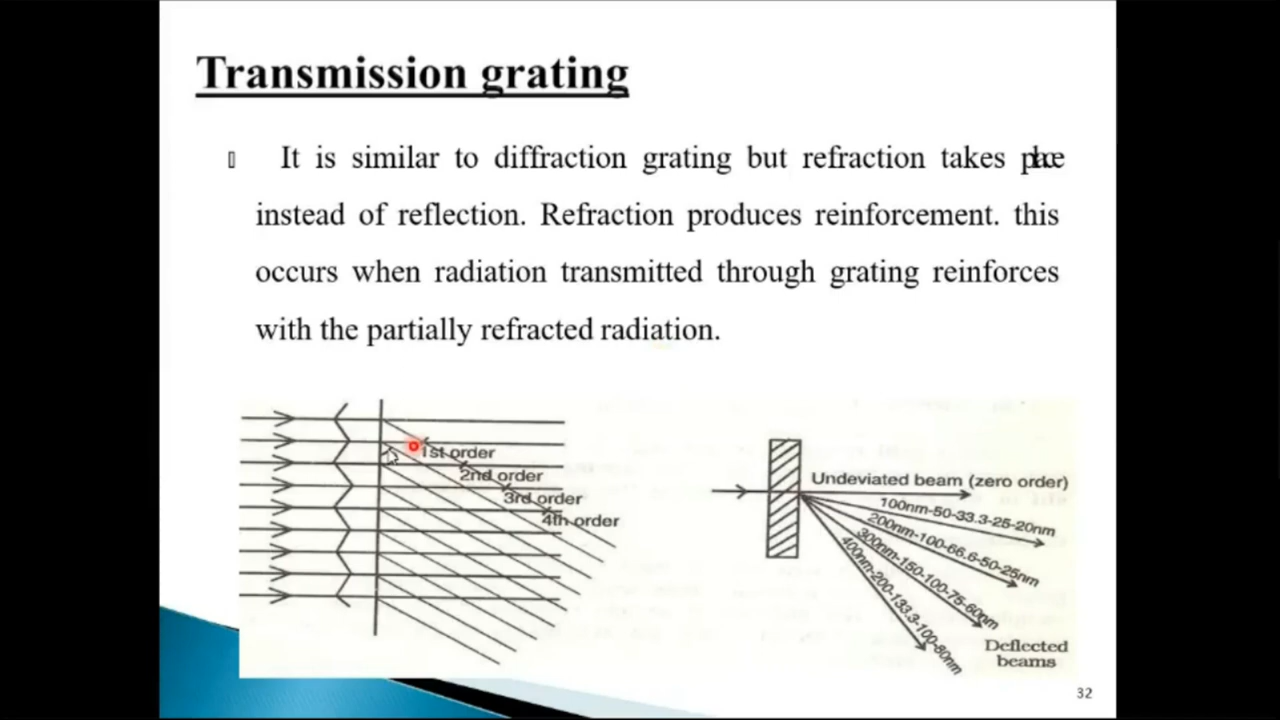 Transmission grating
It is similar to diffraction grating but refraction takes place
instead of reflection. Refraction produces reinforcement. this
occurs when radiation transmitted through grating reinforces
with the partially refracted radiation.
1st order
2nd order
3rd order
4th order
Undeviated beam (zero order)
100nm-50-33.3-25-20nm
200nm-100-66.6-50-25nm
300nm-150-100-75-60nm
400nm-200-133.3-100-80nm
Deflected
beams
32